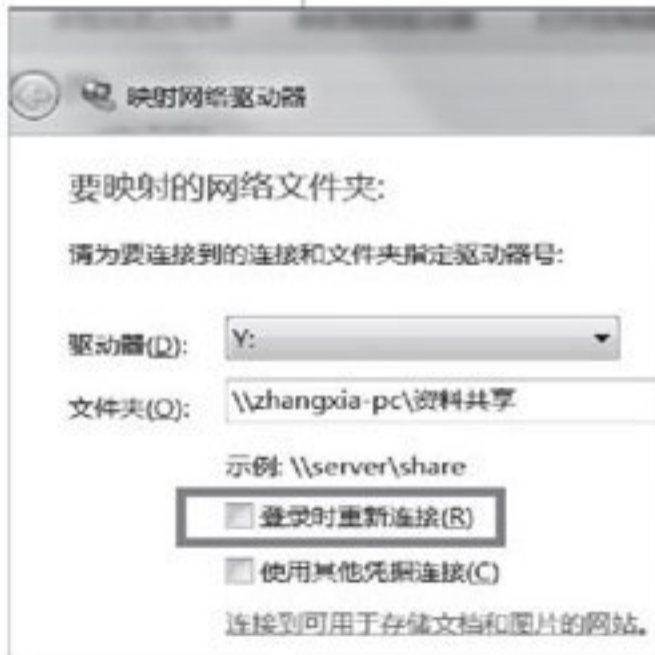 映射网络驱动器
要映射的网络文件夹:
请为要连接到的连接和文件夹指定驱动器号:
驱动器(D): Y:
文件夹(O): \\zhangxia-pc\资料共享
示例: \\server\share
登录时重新连接(R)
使用其他凭据连接(C)
连接到可用于存储文档和图片的网站。